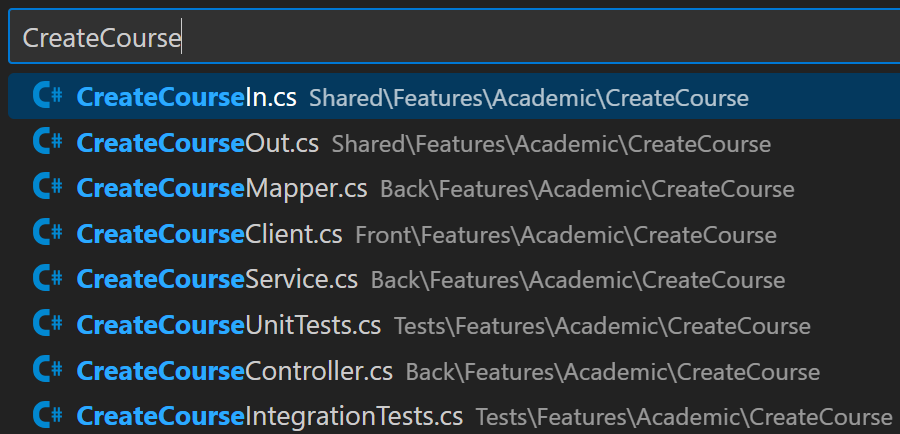 CreateCourse
C# CreateCourseIn.cs Shared\Features\Academic\CreateCourse
C# CreateCourseOut.cs Shared\Features\Academic\CreateCourse
C# CreateCourseMapper.cs Back\Features\Academic\CreateCourse
C# CreateCourseClient.cs Front\Features\Academic\CreateCourse
C# CreateCourseService.cs Back\Features\Academic\CreateCourse
C# CreateCourseUnitTests.cs Tests\Features\Academic\CreateCourse
C# CreateCourseController.cs Back\Features\Academic\CreateCourse
C# CreateCourseIntegrationTests.cs Tests\Features\Academic\CreateCourse